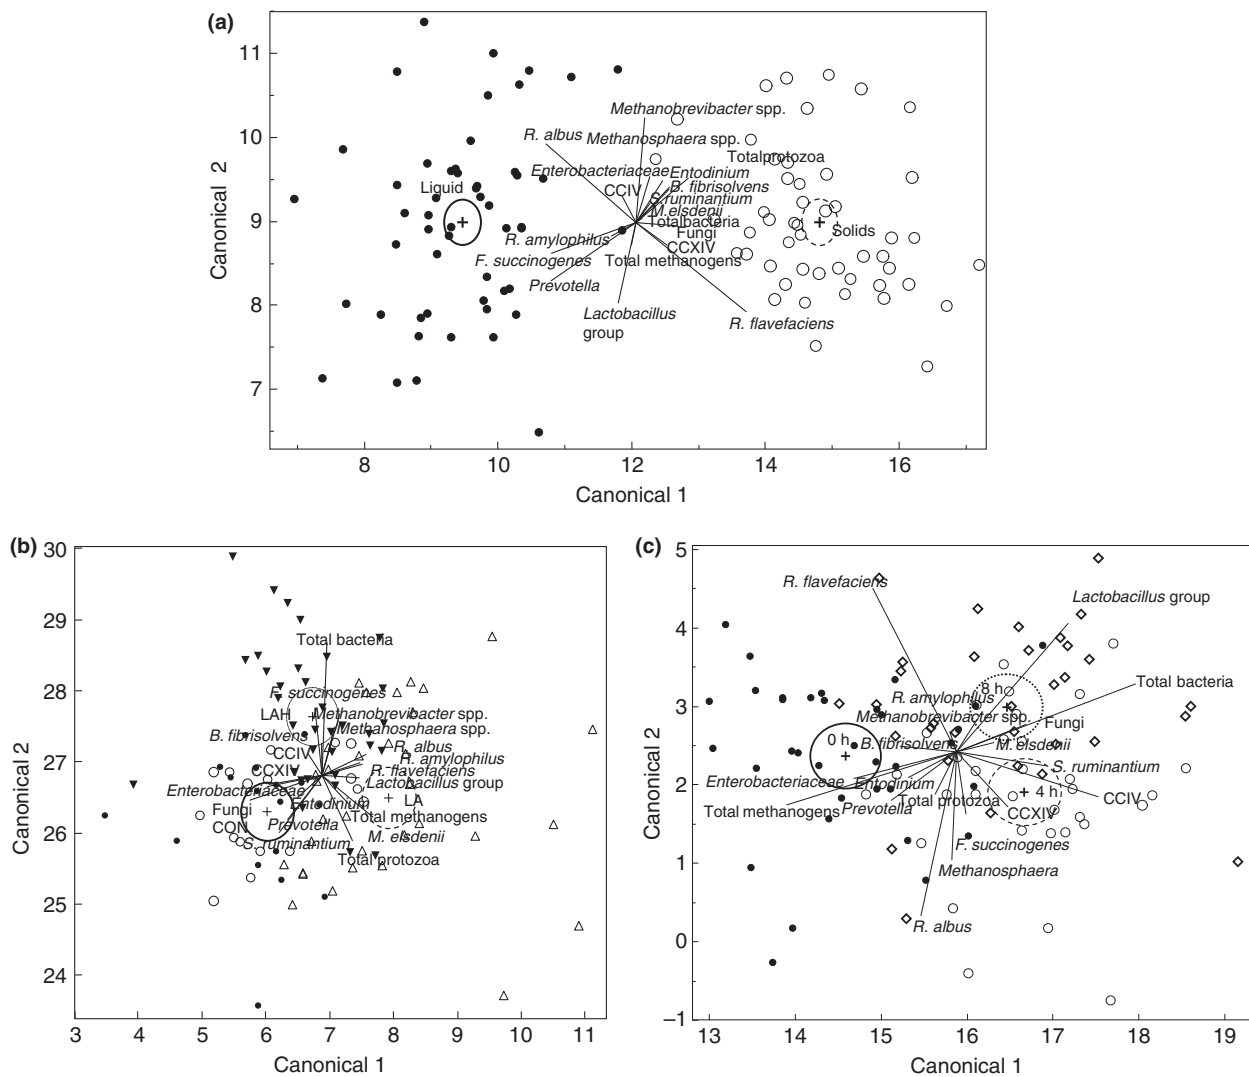 (a)
11
10
9
8
7
Canonical 2
Methanobrevibacter spp.
R. albus
Methanosphaera spp.
Totalprotozoa
Enterobacteriaceae
Entodinium
Liquid
CCIV
B. fibrisolvens
S.ruminantium
M.elsdenii
Totalbacteria
Fungi
Solids
R. amylophilus
CCXIV
F. succinogenes
Total methanogens
Prevotella
Lactobacillus
group
R. flavefaciens
8
10
12
14
16
Canonical 1
(b)
30
29
28
27
26
25
24
Canonical 2
Total bacteria
F. succinogenes
LAH
Methanobrevibacter spp.
B. fibrisolvens
Methanosphaera spp.
CCIV
R. albus
R. amylophilus
CCXIV
R. flavefaciens
Enterobacteriaceae
Lactobacillus group
Fungi
Entodinium
LA
CON
Prevotella
Total methanogens
S. ruminantium
M. elsdenii
Total protozoa
3
4
5
6
7
8
9
10
11
Canonical 1
(c)
5
4
3
2
1
0
–1
Canonical 2
R. flavefaciens
Lactobacillus group
R. amylophilus
8 h
Total bacteria
Methanobrevibacter spp.
Fungi
0 h
B. fibrisolvens
M. elsdenii
S. ruminantium
Enterobacteriaceae
Entodinium
Total methanogens
Prevotella
Total protozoa
4 h
CCIV
CCXIV
F. succinogenes
Methanosphaera
R. albus
13
14
15
16
17
18
19
Canonical 1